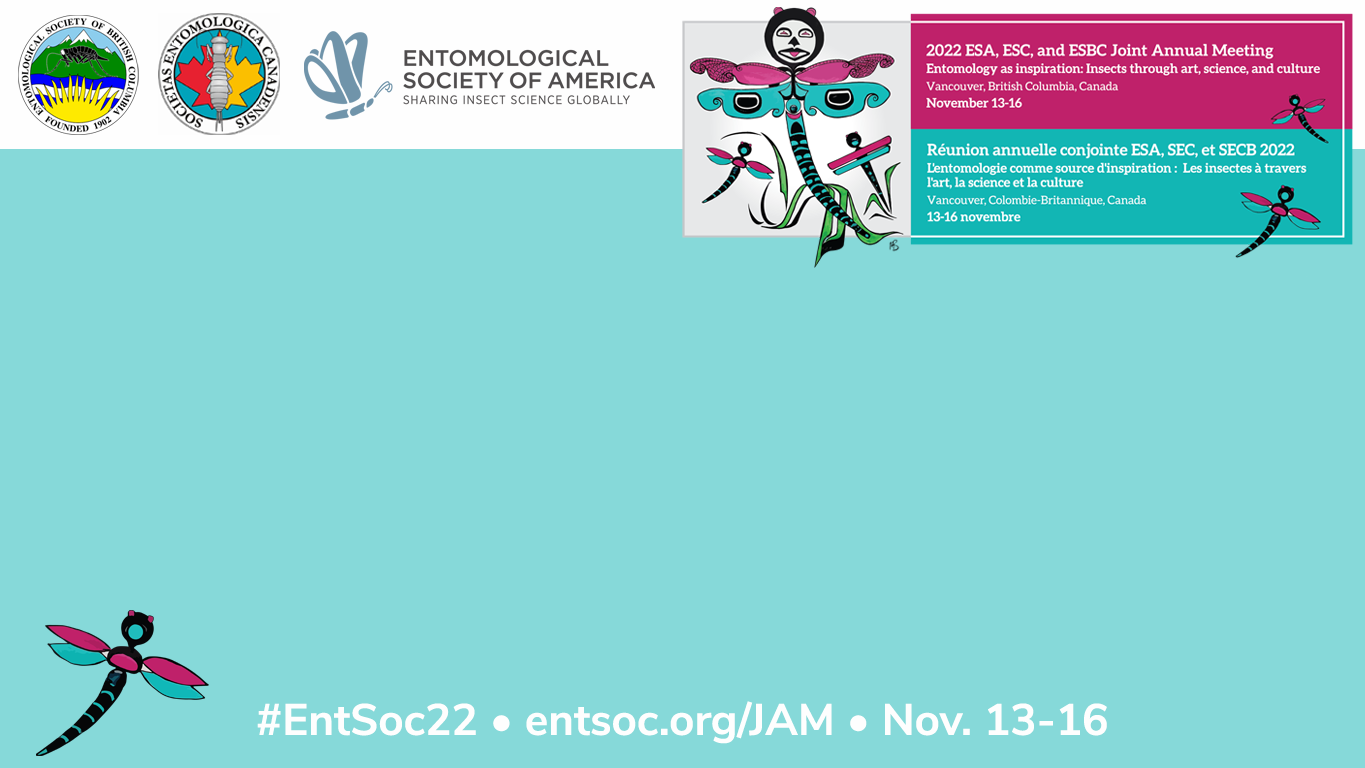 ENTOMOLOGICAL SOCIETY OF BRITISH COLUMBIA
FOUNDED 1902
SOCIETAS ENTOMOLOGICA CANADENSIS
ENTOMOLOGICAL
SOCIETY OF AMERICA
SHARING INSECT SCIENCE GLOBALLY
2022 ESA, ESC, and ESBC Joint Annual Meeting
Entomology as inspiration: Insects through art, science, and culture
Vancouver, British Columbia, Canada
November 13-16
Réunion annuelle conjointe ESA, SEC, et SECB 2022
L'entomologie comme source d'inspiration : Les insectes à travers
l'art, la science et la culture
Vancouver, Colombie-Britannique, Canada
13-16 novembre
#EntSoc22 • entsoc.org/JAM • Nov. 13-16